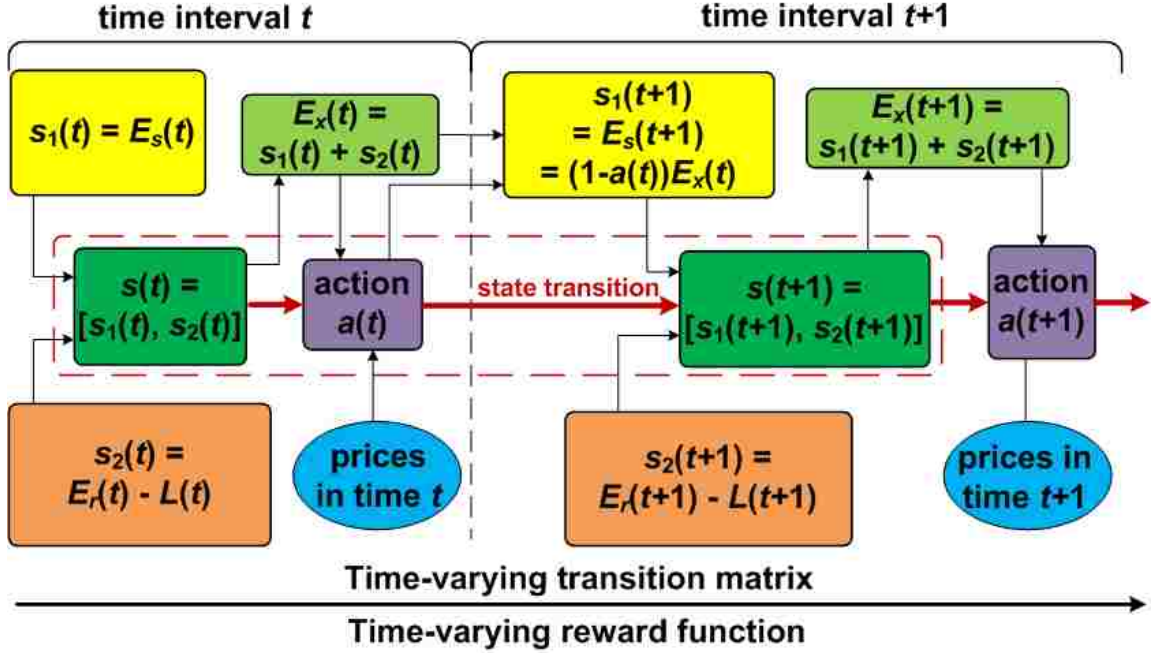 time interval t
time interval t+1
s₁(t) = Eₛ(t)
Eₓ(t) =
s₁(t) + s₂(t)
s₁(t+1)
= Eₛ(t+1)
= (1-a(t))Eₓ(t)
Eₓ(t+1) =
s₁(t+1) + s₂(t+1)
s(t) =
[s₁(t), s₂(t)]
action
a(t)
state transition
s(t+1) =
[s₁(t+1), s₂(t+1)]
action
a(t+1)
s₂(t) =
Eᵣ(t) - L(t)
prices
in time t
s₂(t+1) =
Eᵣ(t+1) - L(t+1)
prices in
time t+1
Time-varying transition matrix
Time-varying reward function